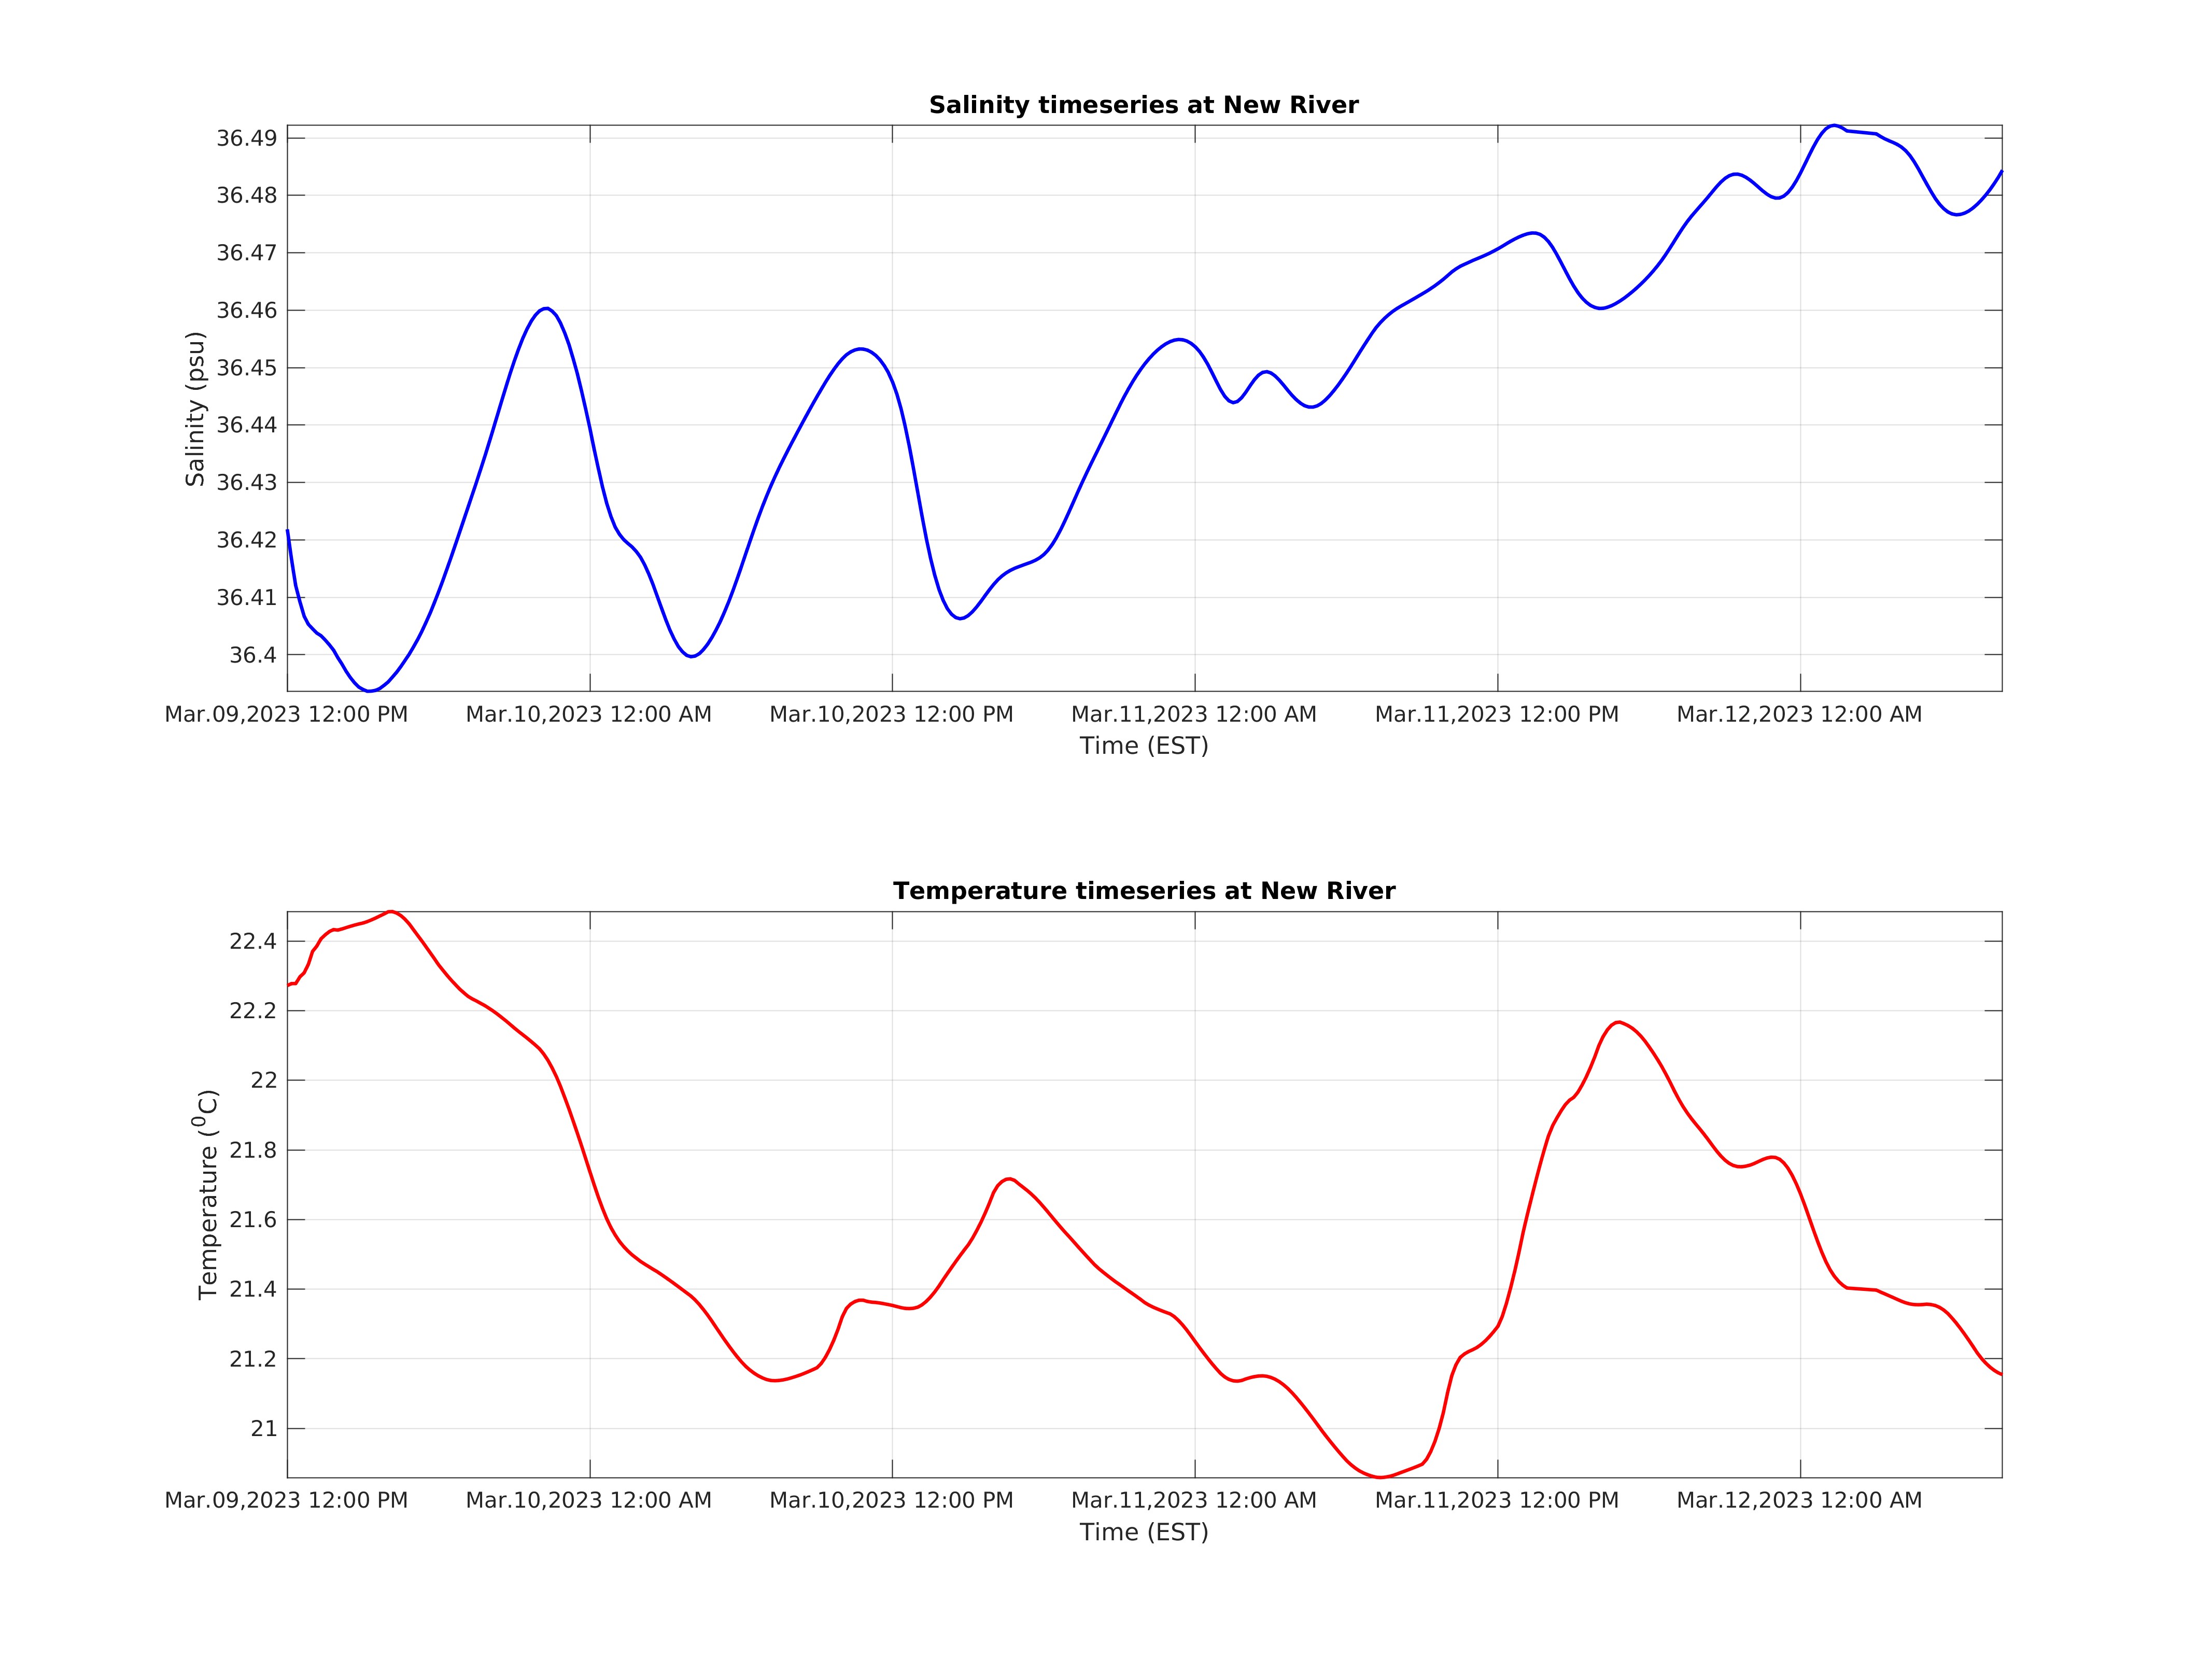 Salinity timeseries at New River
36.49
36.48
36.47
36.46
36.45
36.44
36.43
36.42
36.41
36.4
Salinity (psu)
Mar.09,2023 12:00 PM Mar.10,2023 12:00 AM Mar.10,2023 12:00 PM Mar.11,2023 12:00 AM Mar.11,2023 12:00 PM Mar.12,2023 12:00 AM
Time (EST)
Temperature timeseries at New River
22.4
22.2
22
21.8
21.6
21.4
21.2
21
Temperature (⁰C)
Mar.09,2023 12:00 PM Mar.10,2023 12:00 AM Mar.10,2023 12:00 PM Mar.11,2023 12:00 AM Mar.11,2023 12:00 PM Mar.12,2023 12:00 AM
Time (EST)